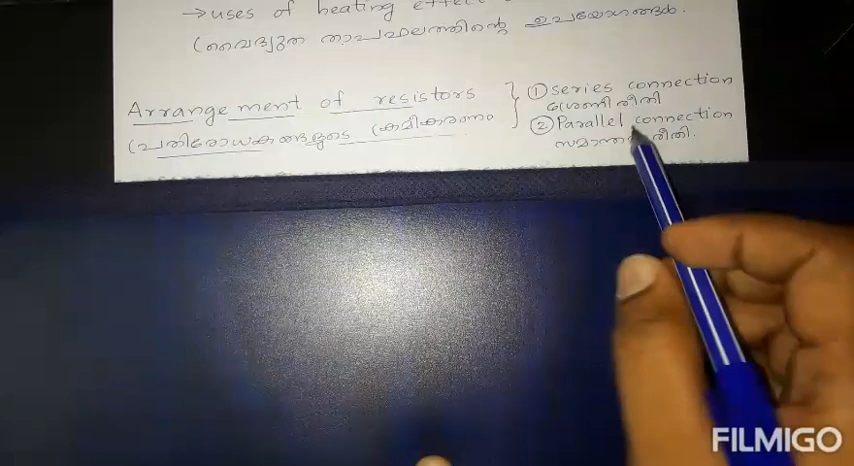 → uses of heating effect
(വൈദ്യുത താപഫലത്തിന്റെ ഉപയോഗങ്ങൾ.
Arrangement of resistors } ① series connection
ശ്രേണി രീതി
(പ്രതിരോധകങ്ങളുടെ ക്രമീകരണം ② Parallel connection
രീതി.
FILMIGO